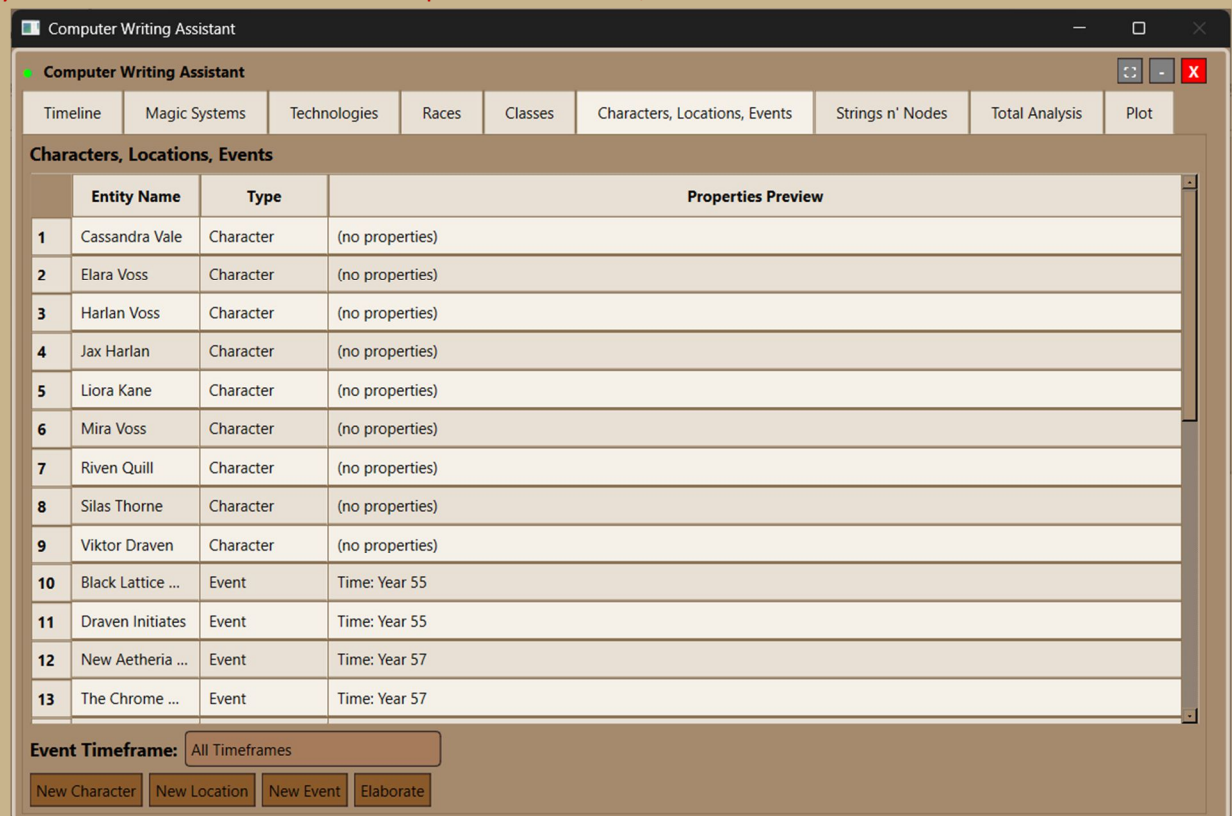 Computer Writing Assistant
Computer Writing Assistant
X
Timeline Magic Systems Technologies Races Classes Characters, Locations, Events Strings n' Nodes Total Analysis Plot
Characters, Locations, Events
Entity Name Type Properties Preview
1 Cassandra Vale Character (no properties)
2 Elara Voss Character (no properties)
3 Harlan Voss Character (no properties)
4 Jax Harlan Character (no properties)
5 Liora Kane Character (no properties)
6 Mira Voss Character (no properties)
7 Riven Quill Character (no properties)
8 Silas Thorne Character (no properties)
9 Viktor Draven Character (no properties)
10 Black Lattice ... Event Time: Year 55
11 Draven Initiates Event Time: Year 55
12 New Aetheria ... Event Time: Year 57
13 The Chrome ... Event Time: Year 57
Event Timeframe: All Timeframes
New Character New Location New Event Elaborate